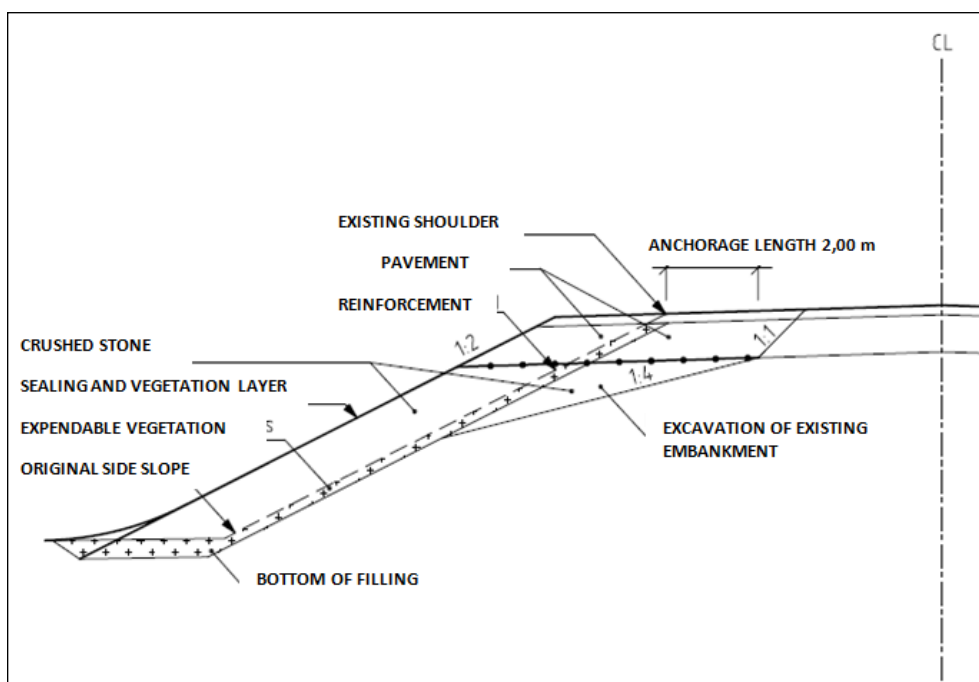 CL
EXISTING SHOULDER
ANCHORAGE LENGTH 2,00 m
PAVEMENT
REINFORCEMENT
1:2
1:1
CRUSHED STONE
1:4
SEALING AND VEGETATION LAYER
EXPENDABLE VEGETATION
S
EXCAVATION OF EXISTING
EMBANKMENT
ORIGINAL SIDE SLOPE
BOTTOM OF FILLING